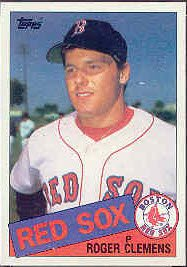 Topps
B
RED SOX
RED SOX
P
ROGER CLEMENS
BOSTON
RED SOX